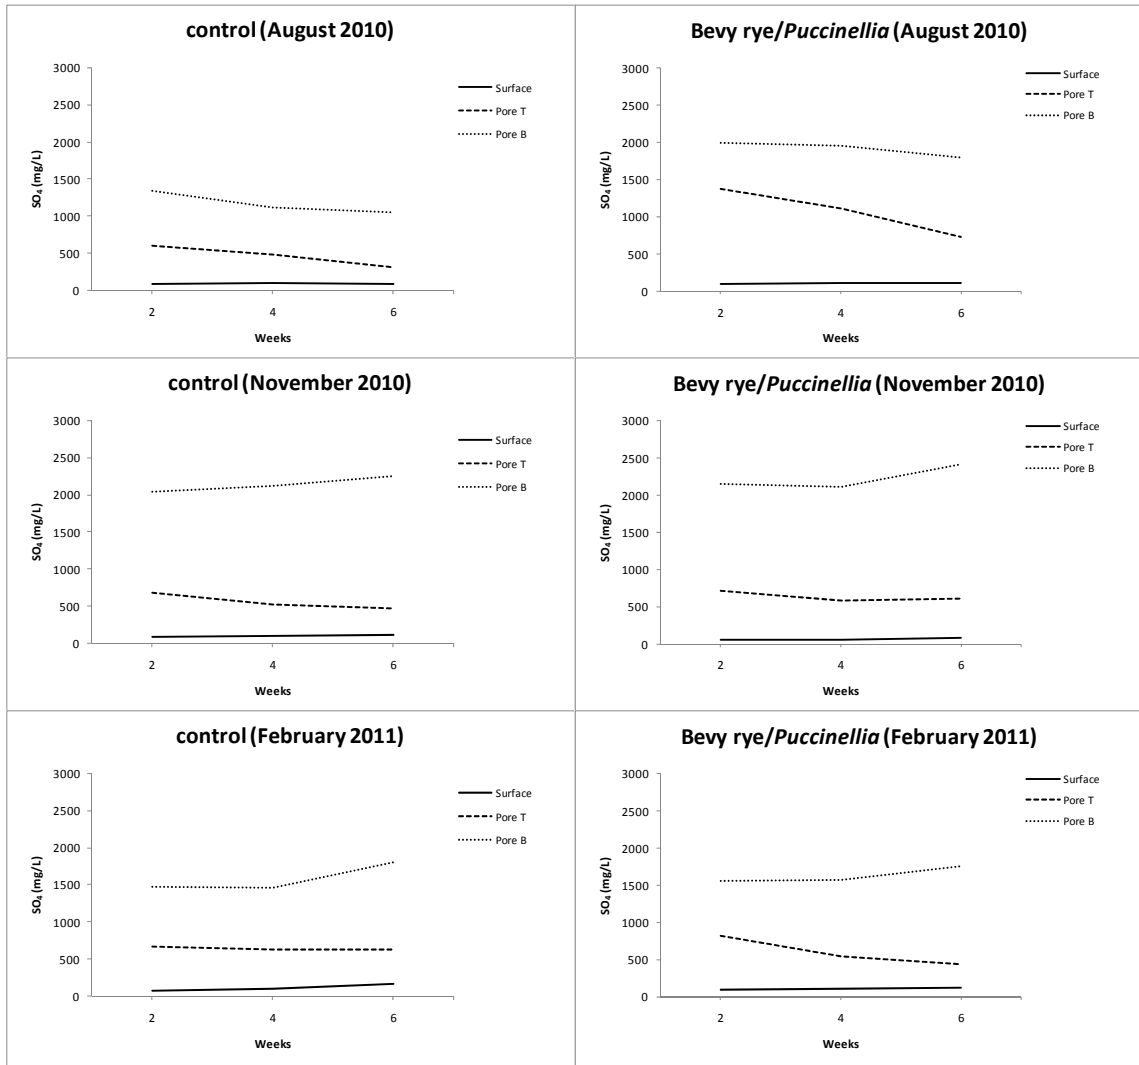 control (August 2010)
3000
2500
2000
1500
1000
500
0
SO₄ (mg/L)
2 4 6
Weeks
Surface
Pore T
Pore B
Bevy rye/Puccinellia (August 2010)
3000
2500
2000
1500
1000
500
0
SO₄ (mg/L)
2 4 6
Weeks
Surface
Pore T
Pore B
control (November 2010)
3000
2500
2000
1500
1000
500
0
SO₄ (mg/L)
2 4 6
Weeks
Surface
Pore T
Pore B
Bevy rye/Puccinellia (November 2010)
3000
2500
2000
1500
1000
500
0
SO₄ (mg/L)
2 4 6
Weeks
Surface
Pore T
Pore B
control (February 2011)
3000
2500
2000
1500
1000
500
0
SO₄ (mg/L)
2 4 6
Weeks
Surface
Pore T
Pore B
Bevy rye/Puccinellia (February 2011)
3000
2500
2000
1500
1000
500
0
SO₄ (mg/L)
2 4 6
Weeks
Surface
Pore T
Pore B